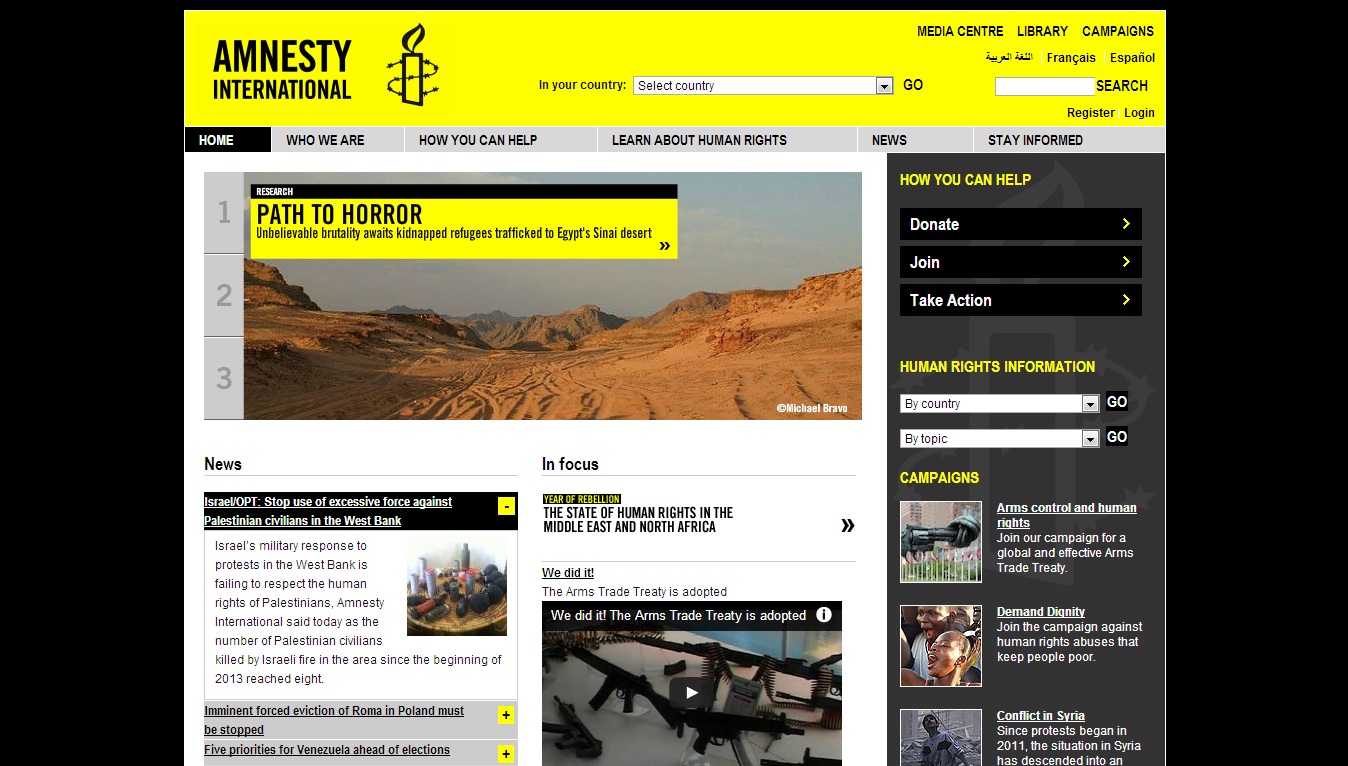 AMNESTY
INTERNATIONAL
MEDIA CENTRE LIBRARY CAMPAIGNS
اللغة العربية Français Español
In your country: Select country GO
SEARCH
Register Login
HOME WHO WE ARE HOW YOU CAN HELP LEARN ABOUT HUMAN RIGHTS NEWS STAY INFORMED
1
2
3
RESEARCH
PATH TO HORROR
Unbelievable brutality awaits kidnapped refugees trafficked to Egypt's Sinai desert
»
©Michael Bravo
News
Israel/OPT: Stop use of excessive force against
Palestinian civilians in the West Bank
-
Israel's military response to
protests in the West Bank is
failing to respect the human
rights of Palestinians, Amnesty
International said today as the
number of Palestinian civilians
killed by Israeli fire in the area since the beginning of
2013 reached eight.
Imminent forced eviction of Roma in Poland must
be stopped
+
Five priorities for Venezuela ahead of elections
+
In focus
YEAR OF REBELLION
THE STATE OF HUMAN RIGHTS IN THE
MIDDLE EAST AND NORTH AFRICA
»
We did it!
The Arms Trade Treaty is adopted
We did it! The Arms Trade Treaty is adopted
HOW YOU CAN HELP
Donate
Join
Take Action
HUMAN RIGHTS INFORMATION
By country GO
By topic GO
CAMPAIGNS
Arms control and human
rights
Join our campaign for a
global and effective Arms
Trade Treaty.
Demand Dignity
Join the campaign against
human rights abuses that
keep people poor.
Conflict in Syria
Since protests began in
2011, the situation in Syria
has descended into an